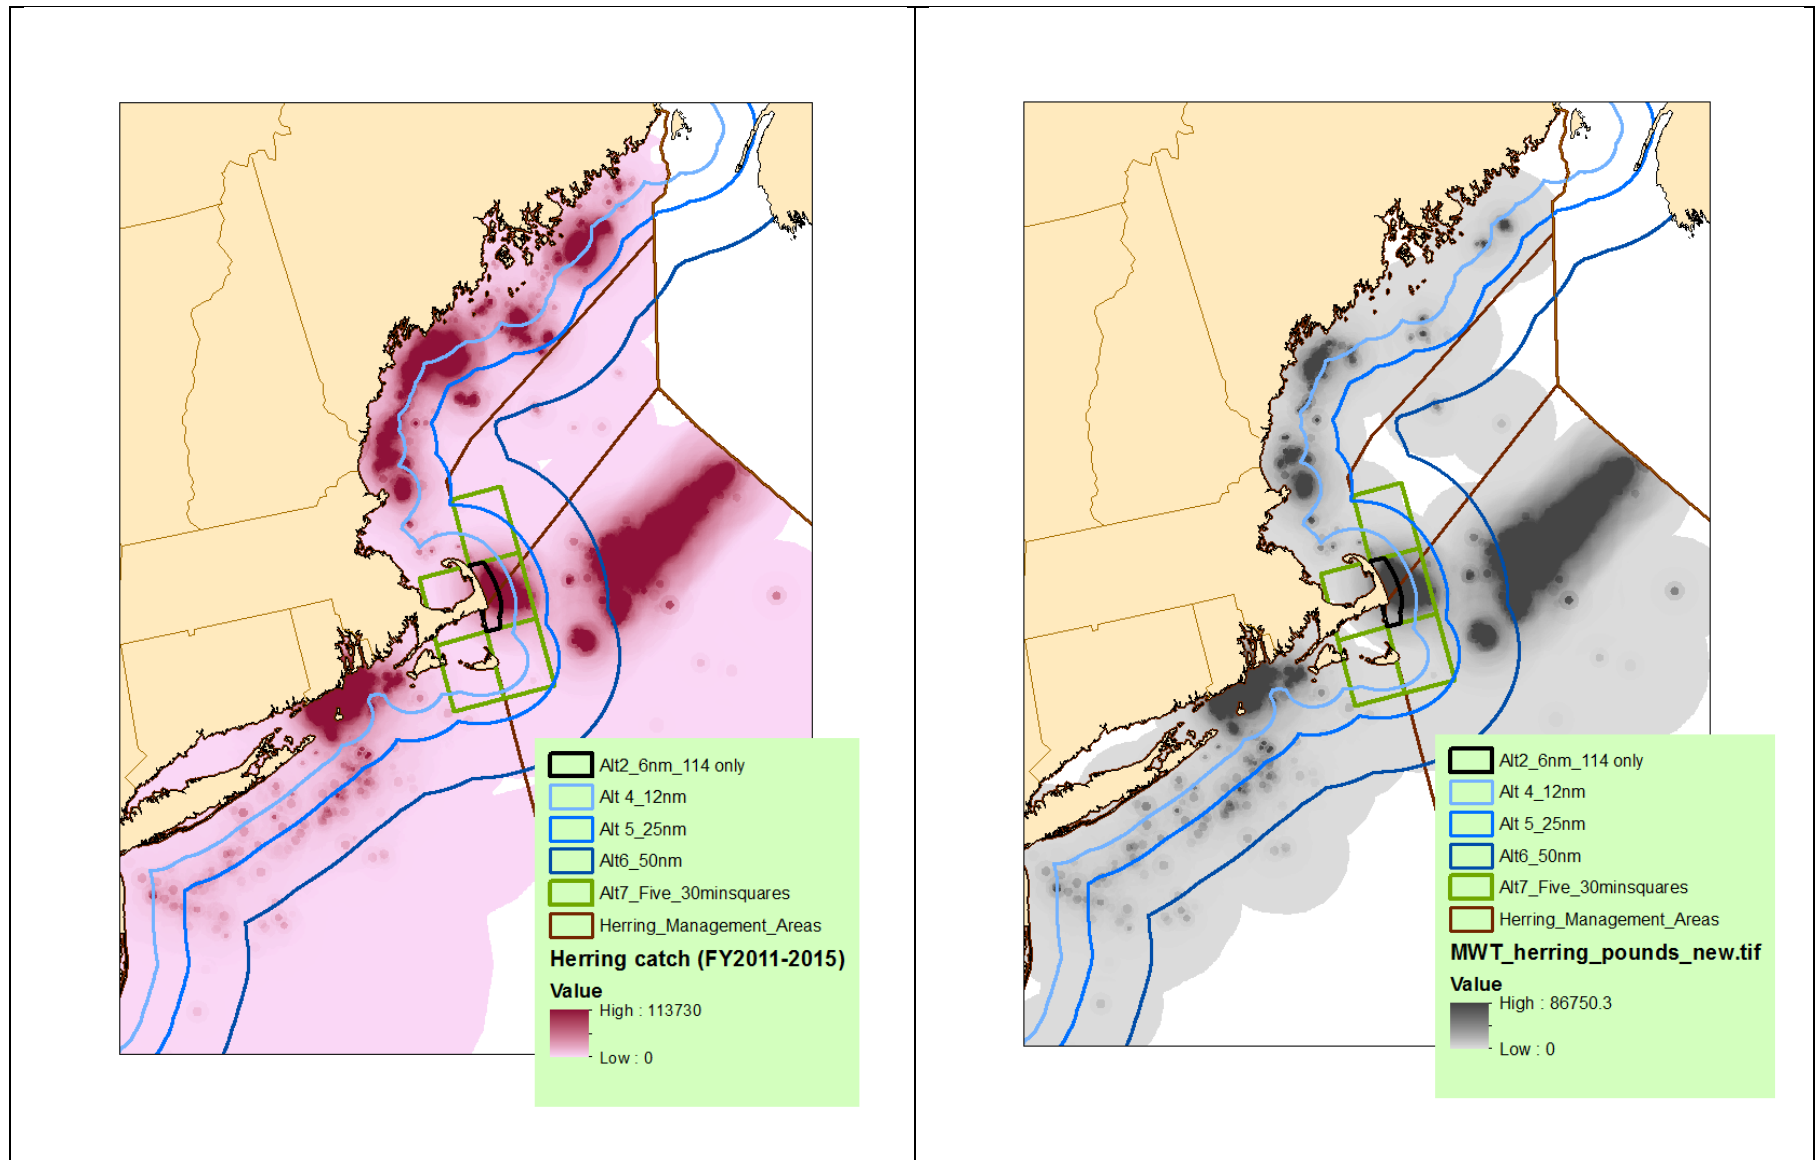 Alt2_6nm_114 only
Alt 4_12nm
Alt 5_25nm
Alt6_50nm
Alt7_Five_30minsquares
Herring_Management_Areas
Herring catch (FY2011-2015)
Value
High : 113730
Low : 0
Alt2_6nm_114 only
Alt 4_12nm
Alt 5_25nm
Alt6_50nm
Alt7_Five_30minsquares
Herring_Management_Areas
MWT_herring_pounds_new.tif
Value
High : 86750.3
Low : 0